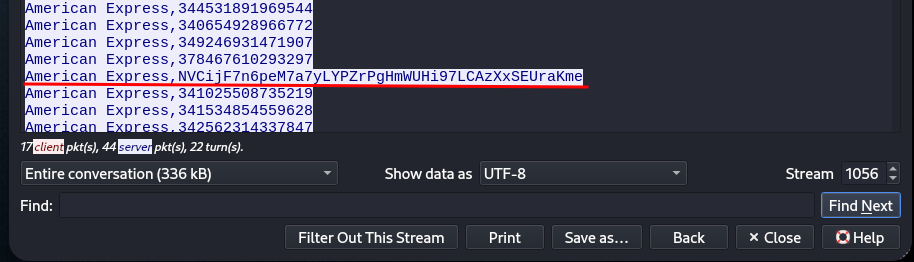 American Express,344531891969544
American Express,340654928966772
American Express,349246931471907
American Express,378467610293297
American Express,NVCijF7n6peM7a7yLYPZrPgHmWUHi97LCAzXxSEUraKme
American Express,341025508735219
American Express,341534854559628
American Express,342562314337847
17 client pkt(s), 44 server pkt(s), 22 turn(s).
Entire conversation (336 kB) Show data as UTF-8 Stream 1056
Find: Find Next
Filter Out This Stream Print Save as… Back Close Help